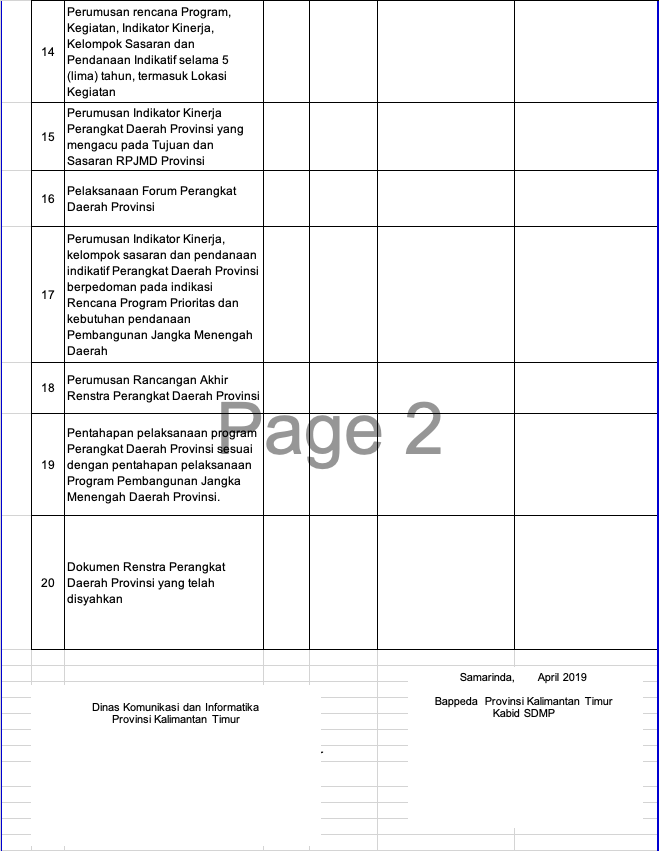 14
Perumusan rencana Program,
Kegiatan, Indikator Kinerja,
Kelompok Sasaran dan
Pendanaan Indikatif selama 5
(lima) tahun, termasuk Lokasi
Kegiatan
15
Perumusan Indikator Kinerja
Perangkat Daerah Provinsi yang
mengacu pada Tujuan dan
Sasaran RPJMD Provinsi
16
Pelaksanaan Forum Perangkat
Daerah Provinsi
17
Perumusan Indikator Kinerja,
kelompok sasaran dan pendanaan
indikatif Perangkat Daerah Provinsi
berpedoman pada indikasi
Rencana Program Prioritas dan
kebutuhan pendanaan
Pembangunan Jangka Menengah
Daerah
18
Perumusan Rancangan Akhir
Renstra Perangkat Daerah Provinsi
Page 2
19
Pentahapan pelaksanaan program
Perangkat Daerah Provinsi sesuai
dengan pentahapan pelaksanaan
Program Pembangunan Jangka
Menengah Daerah Provinsi.
20
Dokumen Renstra Perangkat
Daerah Provinsi yang telah
disyahkan
Samarinda, April 2019
Bappeda Provinsi Kalimantan Timur
Kabid SDMP
Dinas Komunikasi dan Informatika
Provinsi Kalimantan Timur